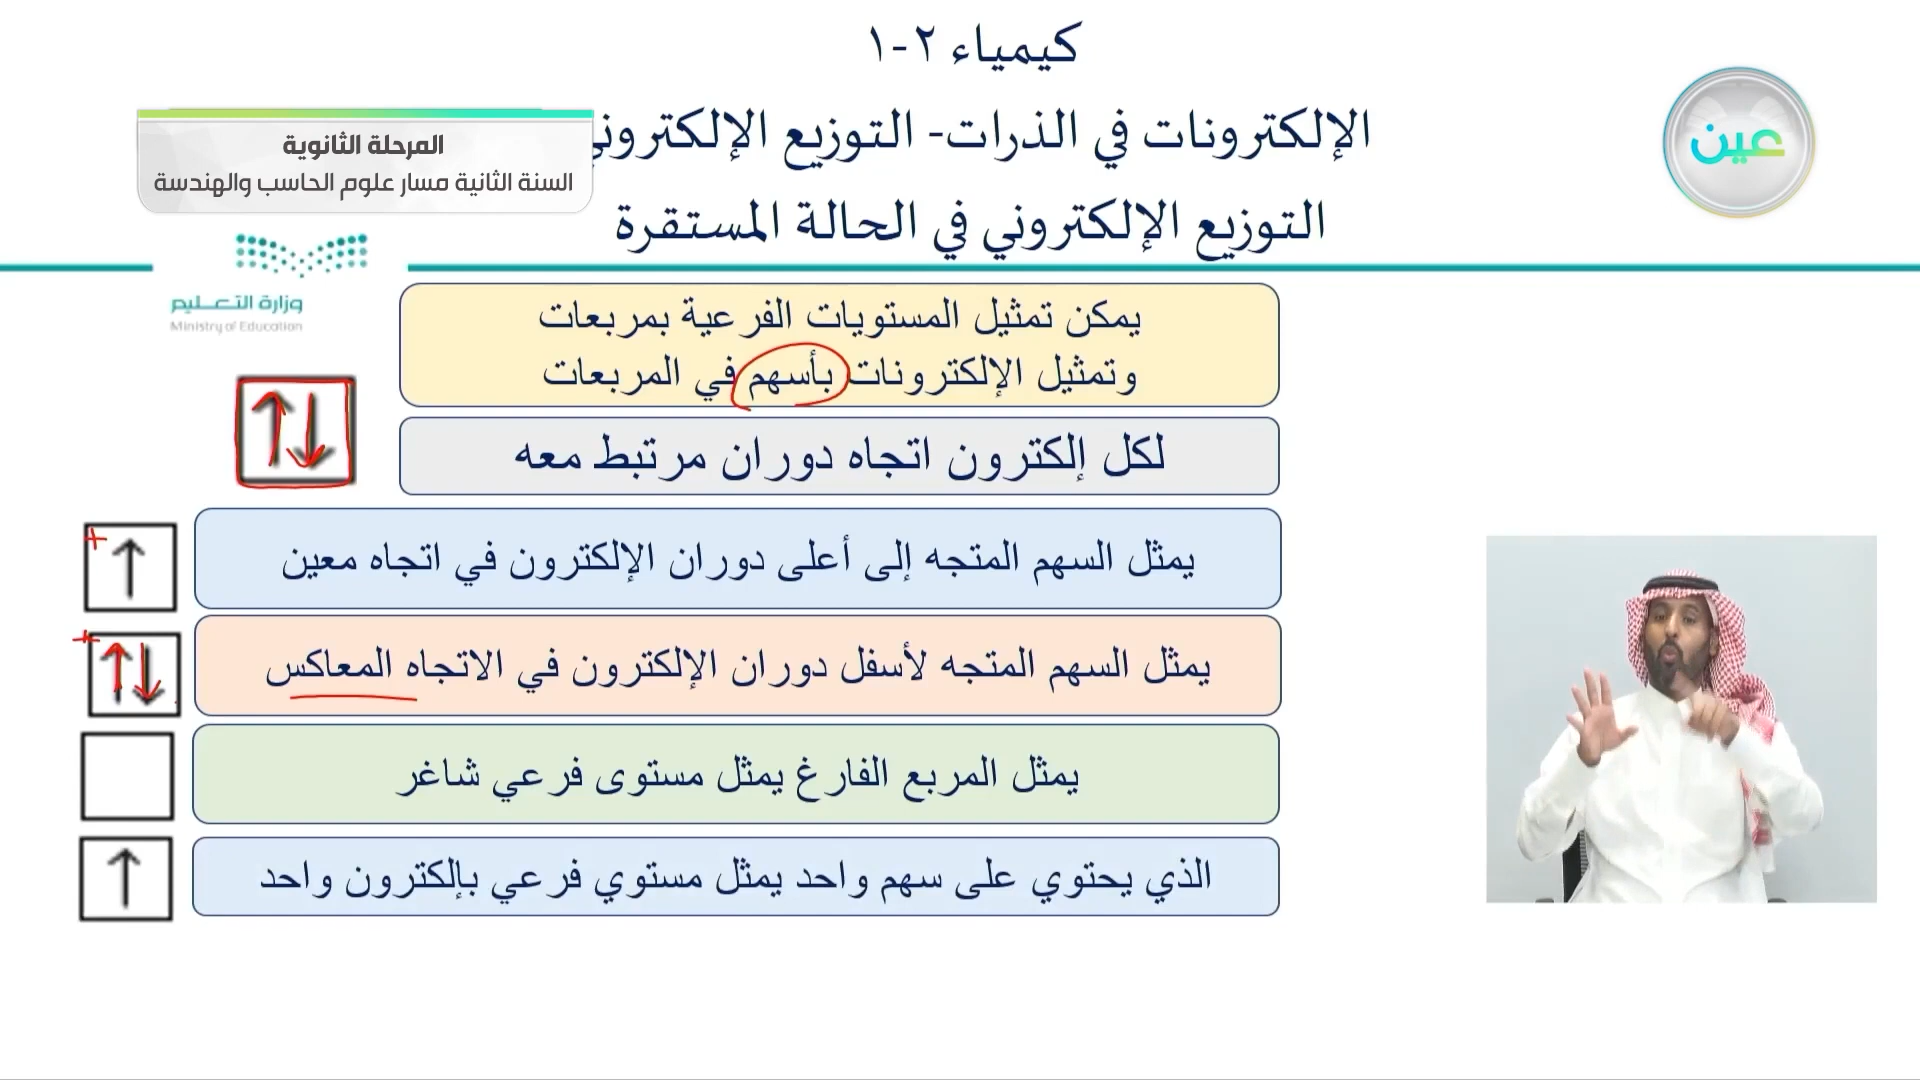 كيمياء ٢-١
الإلكترونات في الذرات- التوزيع الإلكتروني
المرحلة الثانوية
السنة الثانية مسار علوم الحاسب والهندسة
عين
التوزيع الإلكتروني في الحالة المستقرة
وزارة التعليم
Ministry of Education
يمكن تمثيل المستويات الفرعية بمربعات
وتمثيل الإلكترونات بأسهم في المربعات
لكل إلكترون اتجاه دوران مرتبط معه
يمثل السهم المتجه إلى أعلى دوران الإلكترون في اتجاه معين
يمثل السهم المتجه لأسفل دوران الإلكترون في الاتجاه المعاكس
يمثل المربع الفارغ يمثل مستوى فرعي شاغر
الذي يحتوي على سهم واحد يمثل مستوي فرعي بإلكترون واحد